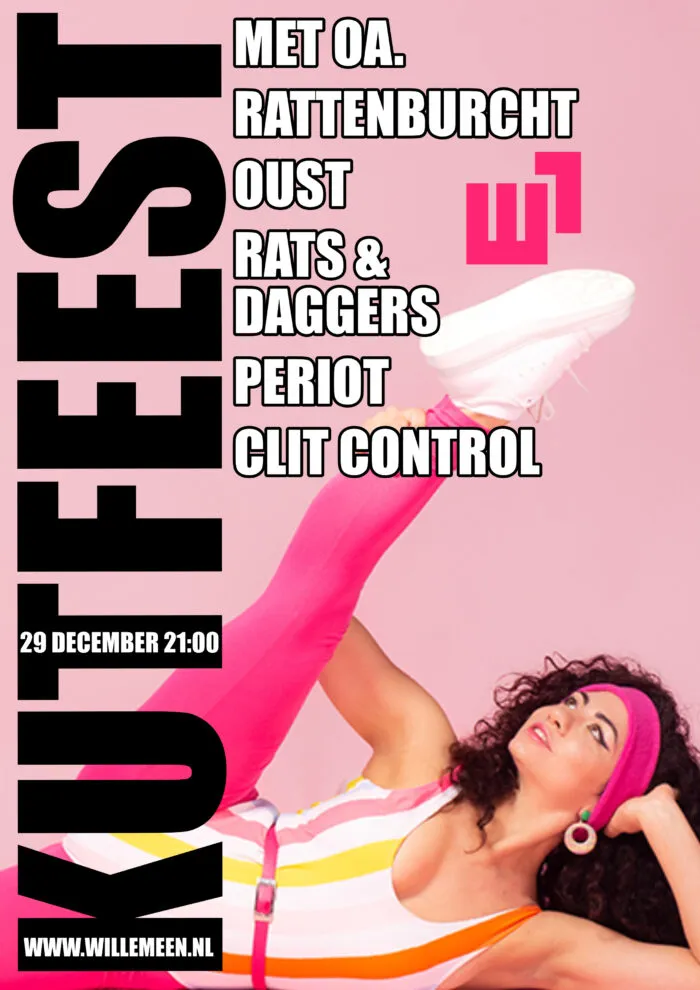 KUTFEEST
MET OA.
RATTENBURCHT
OUST
RATS &
DAGGERS
PERIOT
CLIT CONTROL
29 DECEMBER 21:00
WWW.WILLEMEEN.NL